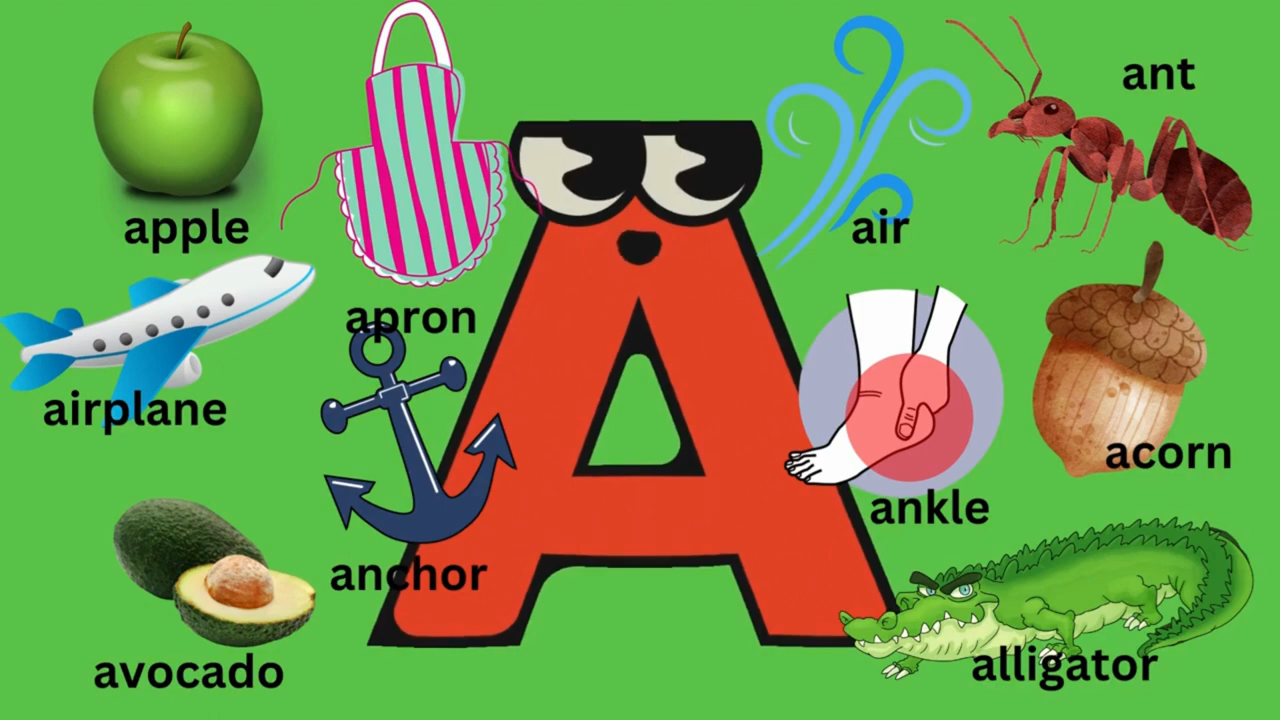 apple
apron
air
ant
airplane
anchor
A
ankle
acorn
avocado
alligator